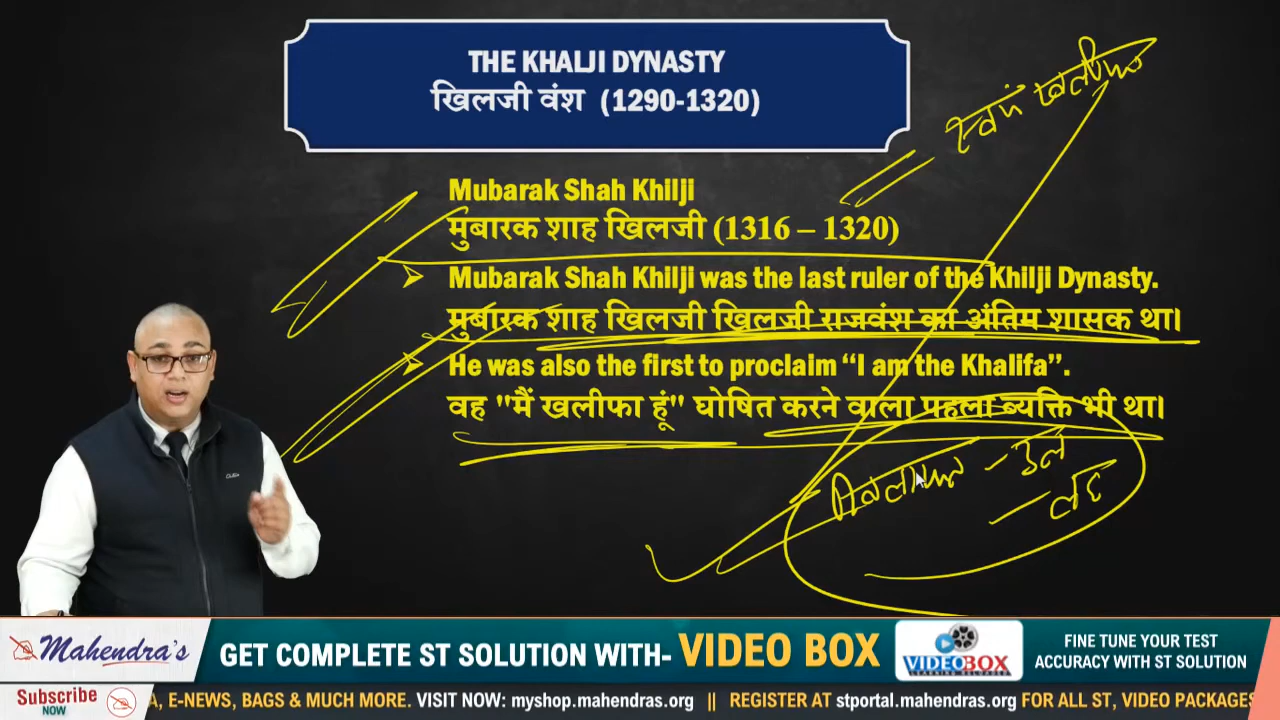 THE KHALJI DYNASTY
खिलजी वंश (1290-1320)
स्वयं खलीफा
Mubarak Shah Khilji
मुबारक शाह खिलजी (1316 – 1320)
Mubarak Shah Khilji was the last ruler of the Khilji Dynasty.
मुबारक शाह खिलजी खिलजी राजवंश का अंतिम शासक था।
He was also the first to proclaim “I am the Khalifa”.
वह "मैं खलीफा हूं" घोषित करने वाला पहला व्यक्ति भी था।
Mahendra's
GET COMPLETE ST SOLUTION WITH- VIDEO BOX
VIDEOBOX
LEARNING RELOADED
FINE TUNE YOUR TEST
ACCURACY WITH ST SOLUTION
Subscribe
NOW
A, E-NEWS, BAGS & MUCH MORE. VISIT NOW: myshop.mahendras.org || REGISTER AT stportal.mahendras.org FOR ALL ST, VIDEO PACKAGES